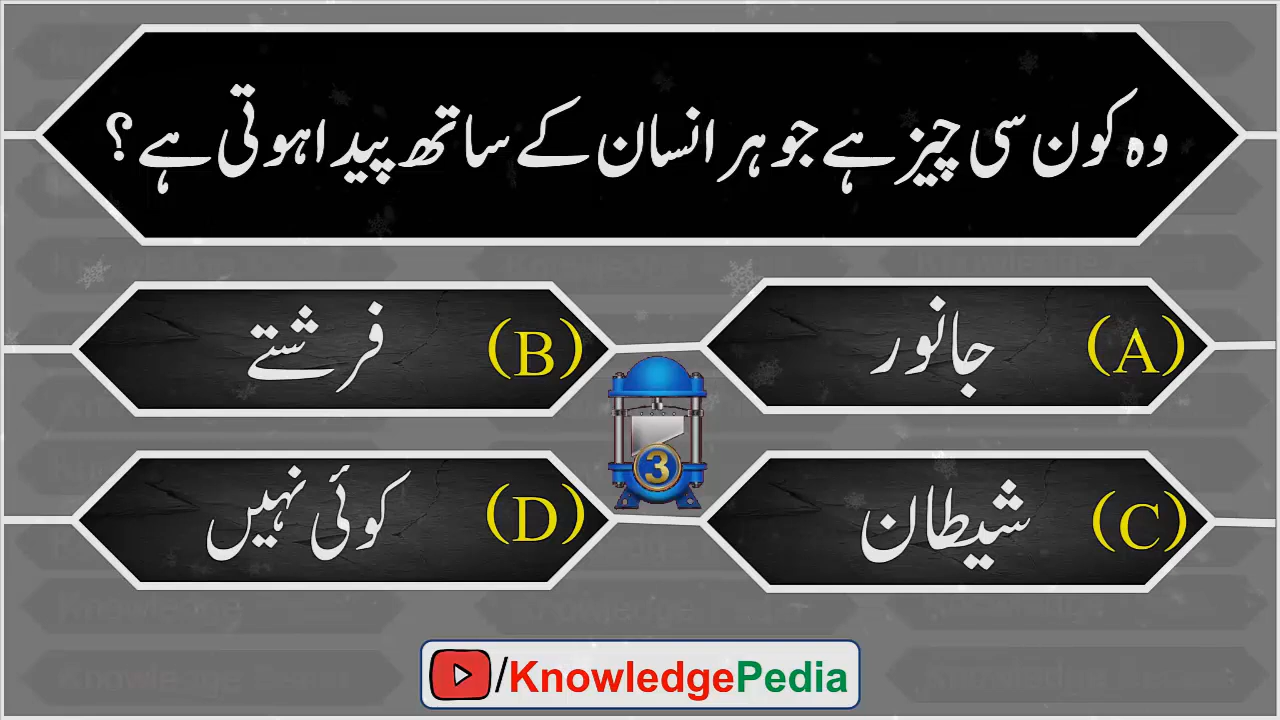 وہ کون سی چیز ہے جو ہر انسان کے ساتھ پیدا ہوتی ہے؟
(A) جانور
(B) فرشتے
(C) شیطان
(D) کوئی نہیں
3
/KnowledgePedia